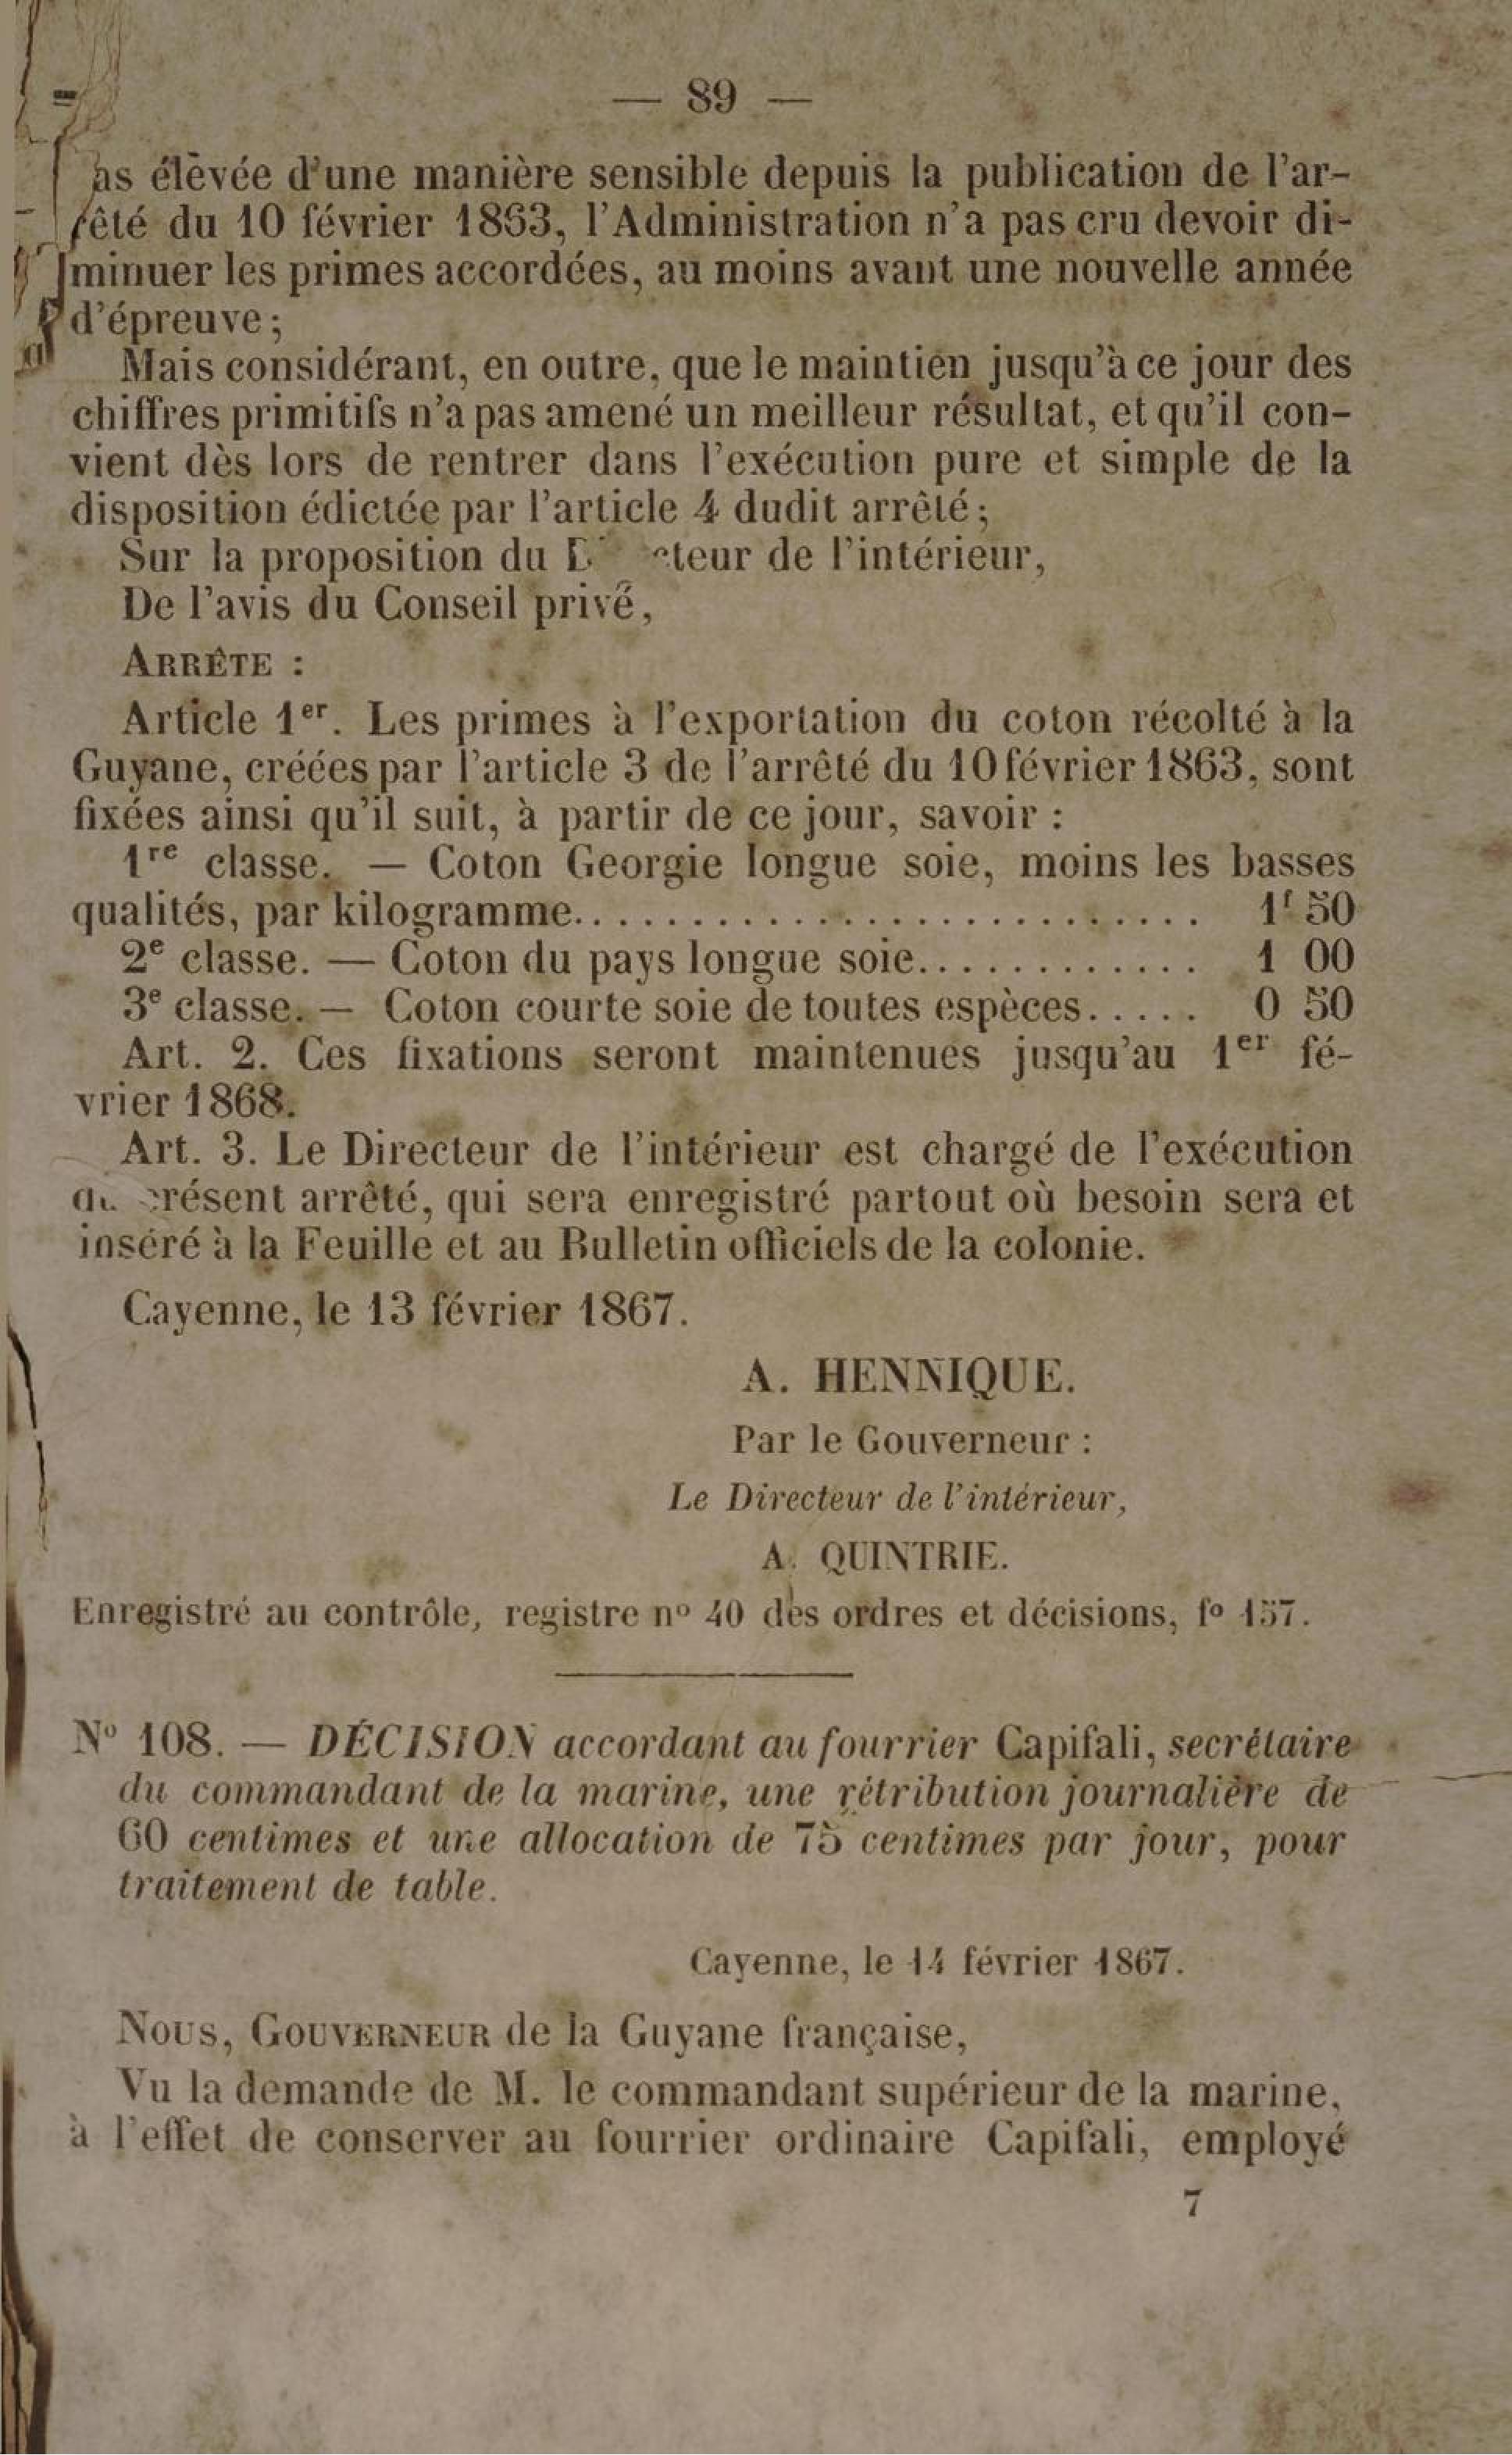 — 89 —
as élevée d'une manière sensible depuis la publication de l'ar-
rêté du 10 février 1863, l'Administration n'a pas cru devoir di-
minuer les primes accordées, au moins avant une nouvelle année
d'épreuve;
Mais considérant, en outre, que le maintien jusqu'à ce jour des
chiffres primitifs n'a pas amené un meilleur résultat, et qu'il con-
vient dès lors de rentrer dans l'exécution pure et simple de la
disposition édictée par l'article 4 dudit arrêté;
Sur la proposition du D cteur de l'intérieur,
De l'avis du Conseil privé,
ARRÊTE :
Article 1er. Les primes à l'exportation du coton récolté à la
Guyane, créées par l'article 3 de l'arrêté du 10 février 1863, sont
fixées ainsi qu'il suit, à partir de ce jour, savoir :
1re classe. — Coton Georgie longue soie, moins les basses
qualités, par kilogramme........................... 1f 50
2e classe. — Coton du pays longue soie............. 1 00
3e classe. — Coton courte soie de toutes espèces..... 0 50
Art. 2. Ces fixations seront maintenues jusqu'au 1er fé-
vrier 1868.
Art. 3. Le Directeur de l'intérieur est chargé de l'exécution
du présent arrêté, qui sera enregistré partout où besoin sera et
inséré à la Feuille et au Bulletin officiels de la colonie.
Cayenne, le 13 février 1867.
A. HENNIQUE.
Par le Gouverneur :
Le Directeur de l'intérieur,
A. QUINTRIE.
Enregistré au contrôle, registre no 40 des ordres et décisions, fo 157.
No 108. — DÉCISION accordant au fourrier Capifali, secrétaire
du commandant de la marine, une rétribution journalière de
60 centimes et une allocation de 75 centimes par jour, pour
traitement de table.
Cayenne, le 14 février 1867.
NOUS, GOUVERNEUR de la Guyane française,
Vu la demande de M. le commandant supérieur de la marine,
à l'effet de conserver au fourrier ordinaire Capifali, employé
7